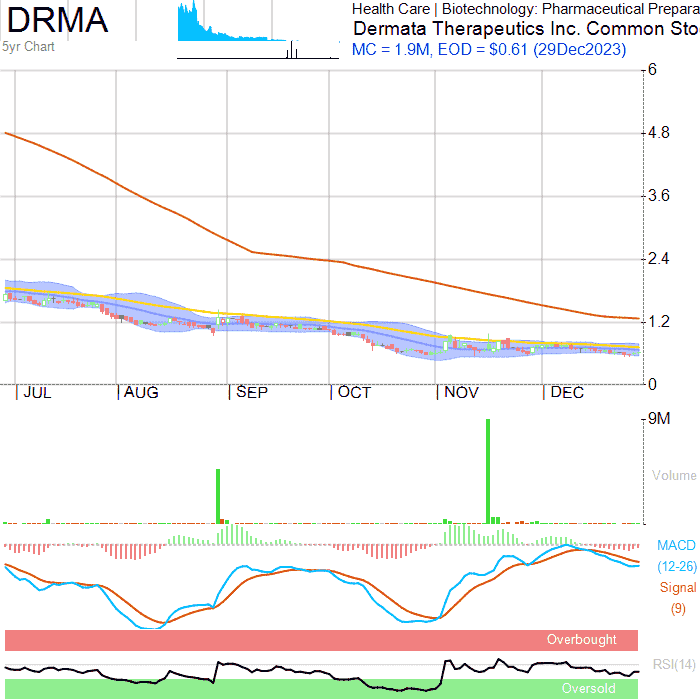 DRMA
5yr Chart
Health Care | Biotechnology: Pharmaceutical Prepara
Dermata Therapeutics Inc. Common Sto
MC = 1.9M, EOD = $0.61 (29Dec2023)
6
4.8
3.6
2.4
1.2
0
JUL AUG SEP OCT NOV DEC
9M
Volume
MACD
(12-26)
Signal
(9)
Overbought
RSI(14)
Oversold